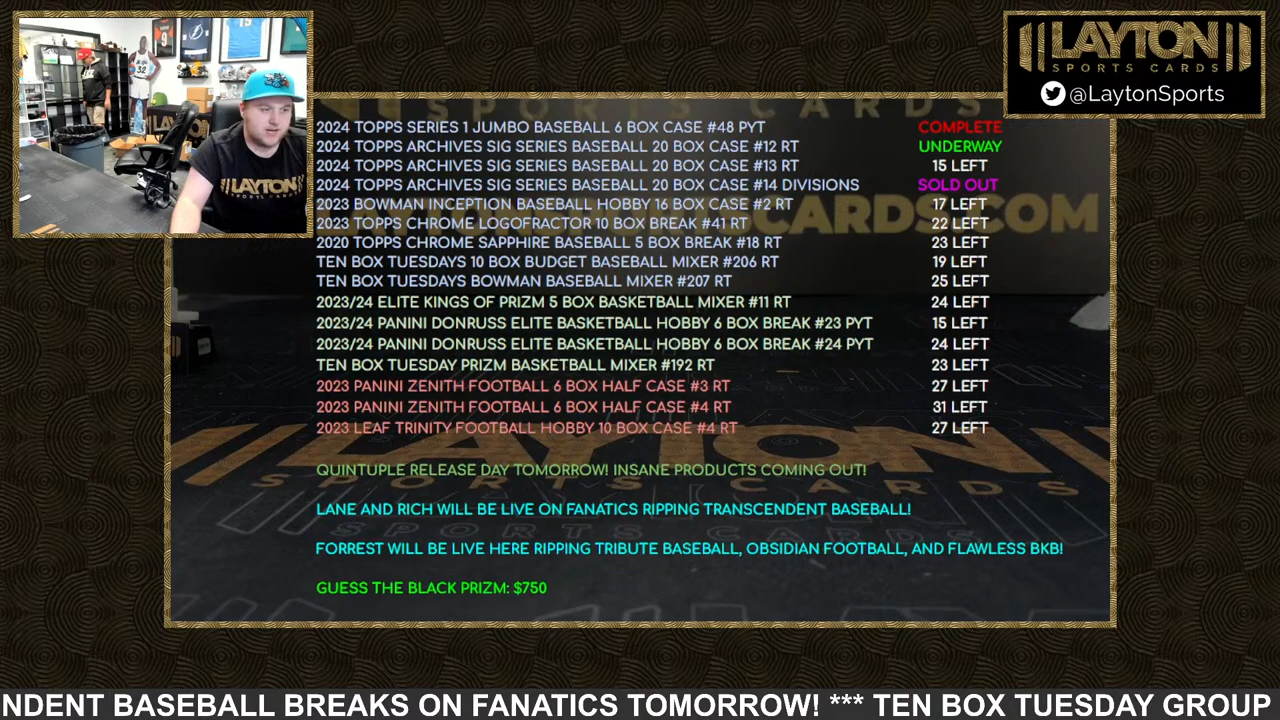 LAYTON
SPORTS CARDS
@LaytonSports
2024 TOPPS SERIES 1 JUMBO BASEBALL 6 BOX CASE #48 PYT COMPLETE
2024 TOPPS ARCHIVES SIG SERIES BASEBALL 20 BOX CASE #12 RT UNDERWAY
2024 TOPPS ARCHIVES SIG SERIES BASEBALL 20 BOX CASE #13 RT 15 LEFT
2024 TOPPS ARCHIVES SIG SERIES BASEBALL 20 BOX CASE #14 DIVISIONS SOLD OUT
2023 BOWMAN INCEPTION BASEBALL HOBBY 16 BOX CASE #2 RT 17 LEFT
2023 TOPPS CHROME LOGOFRACTOR 10 BOX BREAK #41 RT 22 LEFT
2020 TOPPS CHROME SAPPHIRE BASEBALL 5 BOX BREAK #18 RT 23 LEFT
TEN BOX TUESDAYS 10 BOX BUDGET BASEBALL MIXER #206 RT 19 LEFT
TEN BOX TUESDAYS BOWMAN BASEBALL MIXER #207 RT 25 LEFT
2023/24 ELITE KINGS OF PRIZM 5 BOX BASKETBALL MIXER #11 RT 24 LEFT
2023/24 PANINI DONRUSS ELITE BASKETBALL HOBBY 6 BOX BREAK #23 PYT 15 LEFT
2023/24 PANINI DONRUSS ELITE BASKETBALL HOBBY 6 BOX BREAK #24 PYT 24 LEFT
TEN BOX TUESDAY PRIZM BASKETBALL MIXER #192 RT 23 LEFT
2023 PANINI ZENITH FOOTBALL 6 BOX HALF CASE #3 RT 27 LEFT
2023 PANINI ZENITH FOOTBALL 6 BOX HALF CASE #4 RT 31 LEFT
2023 LEAF TRINITY FOOTBALL HOBBY 10 BOX CASE #4 RT 27 LEFT
QUINTUPLE RELEASE DAY TOMORROW! INSANE PRODUCTS COMING OUT!
LANE AND RICH WILL BE LIVE ON FANATICS RIPPING TRANSCENDENT BASEBALL!
FORREST WILL BE LIVE HERE RIPPING TRIBUTE BASEBALL, OBSIDIAN FOOTBALL, AND FLAWLESS BKB!
GUESS THE BLACK PRIZM: $750
NDENT BASEBALL BREAKS ON FANATICS TOMORROW! *** TEN BOX TUESDAY GROUP
LAYTON
32